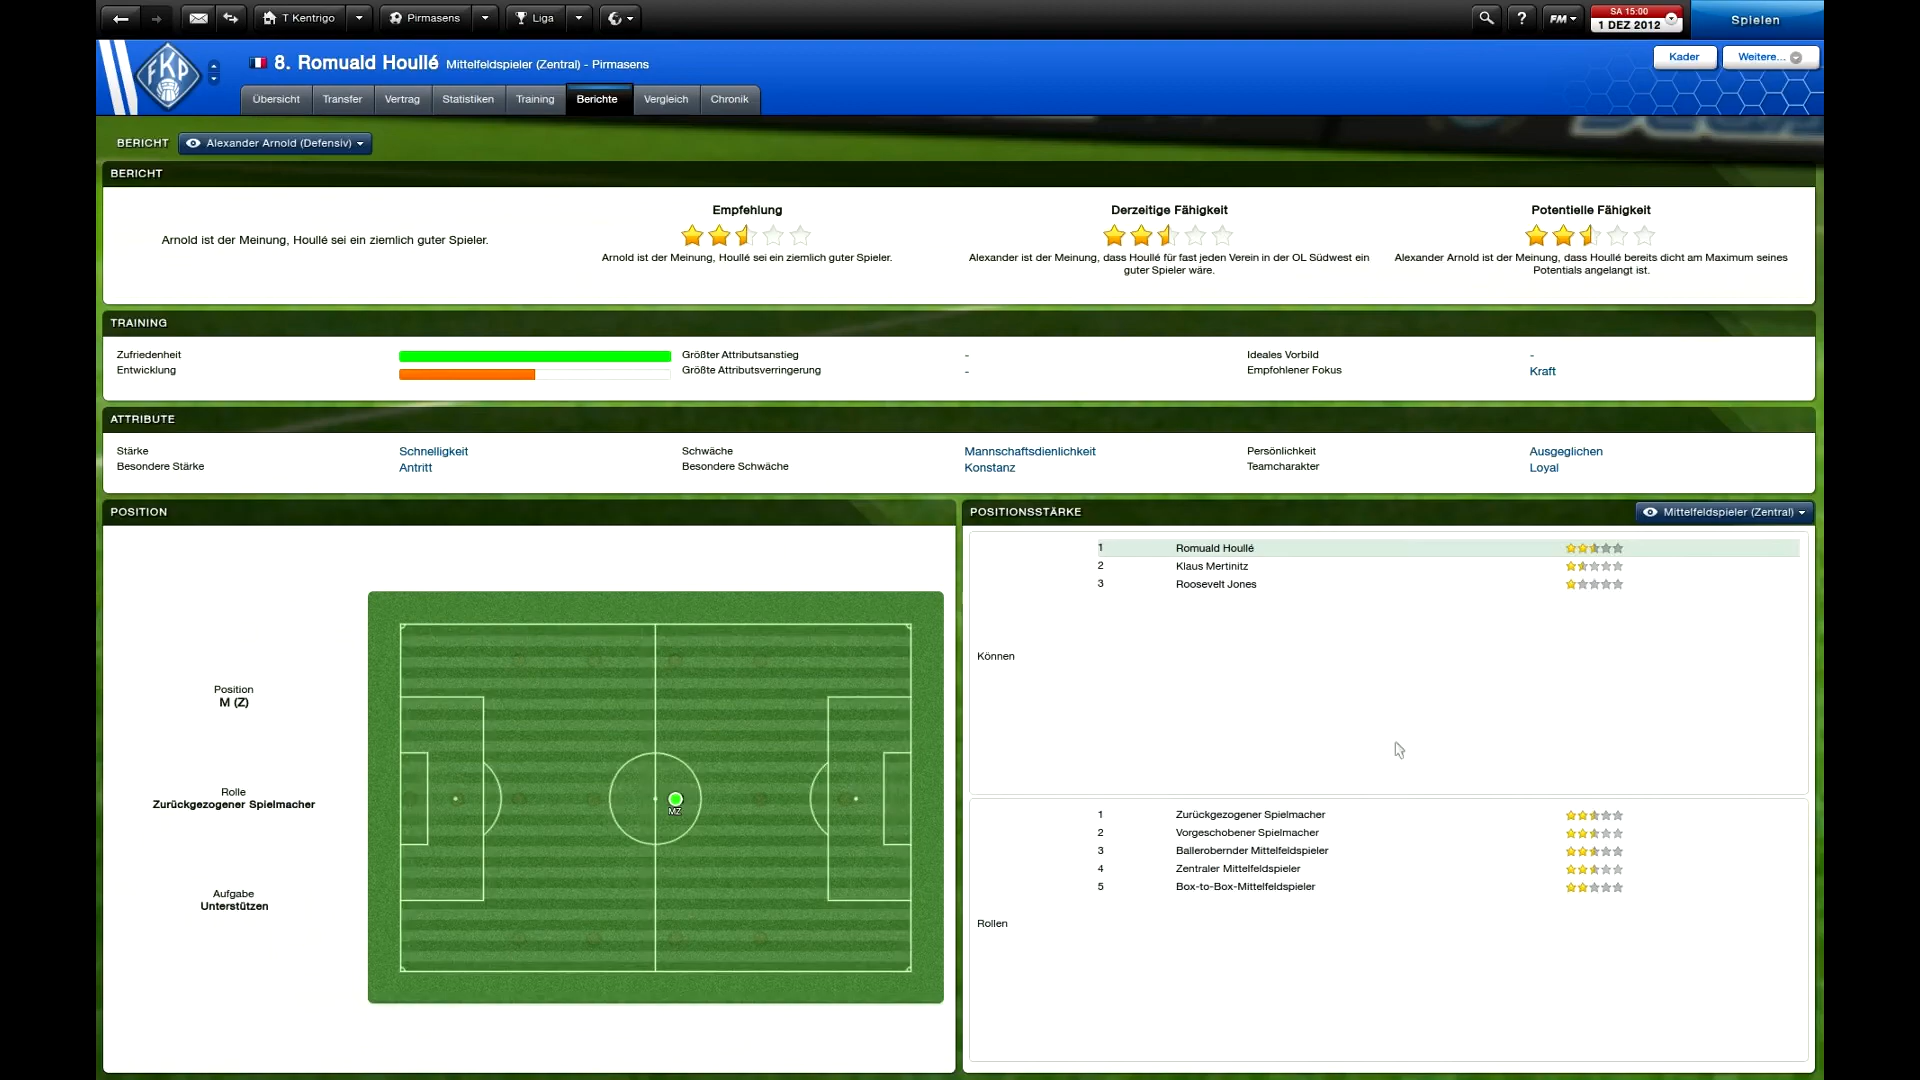 T Kentrigo
Pirmasens
Liga
?
FM
SA 15:00
1 DEZ 2012
Spielen
FKP
8. Romuald Houllé Mittelfeldspieler (Zentral) - Pirmasens
Kader
Weitere...
Übersicht
Transfer
Vertrag
Statistiken
Training
Berichte
Vergleich
Chronik
BERICHT
Alexander Arnold (Defensiv)
BERICHT
Arnold ist der Meinung, Houllé sei ein ziemlich guter Spieler.
Empfehlung
Arnold ist der Meinung, Houllé sei ein ziemlich guter Spieler.
Derzeitige Fähigkeit
Alexander ist der Meinung, dass Houllé für fast jeden Verein in der OL Südwest ein
guter Spieler wäre.
Potentielle Fähigkeit
Alexander Arnold ist der Meinung, dass Houllé bereits dicht am Maximum seines
Potentials angelangt ist.
TRAINING
Zufriedenheit
Entwicklung
Größter Attributsanstieg -
Größte Attributsverringerung -
Ideales Vorbild -
Empfohlener Fokus Kraft
ATTRIBUTE
Stärke Schnelligkeit
Besondere Stärke Antritt
Schwäche Mannschaftsdienlichkeit
Besondere Schwäche Konstanz
Persönlichkeit Ausgeglichen
Teamcharakter Loyal
POSITION
Position
M (Z)
Rolle
Zurückgezogener Spielmacher
Aufgabe
Unterstützen
MZ
POSITIONSSTÄRKE
Mittelfeldspieler (Zentral)
Können
1 Romuald Houllé
2 Klaus Mertinitz
3 Roosevelt Jones
Rollen
1 Zurückgezogener Spielmacher
2 Vorgeschobener Spielmacher
3 Ballerobernder Mittelfeldspieler
4 Zentraler Mittelfeldspieler
5 Box-to-Box-Mittelfeldspieler